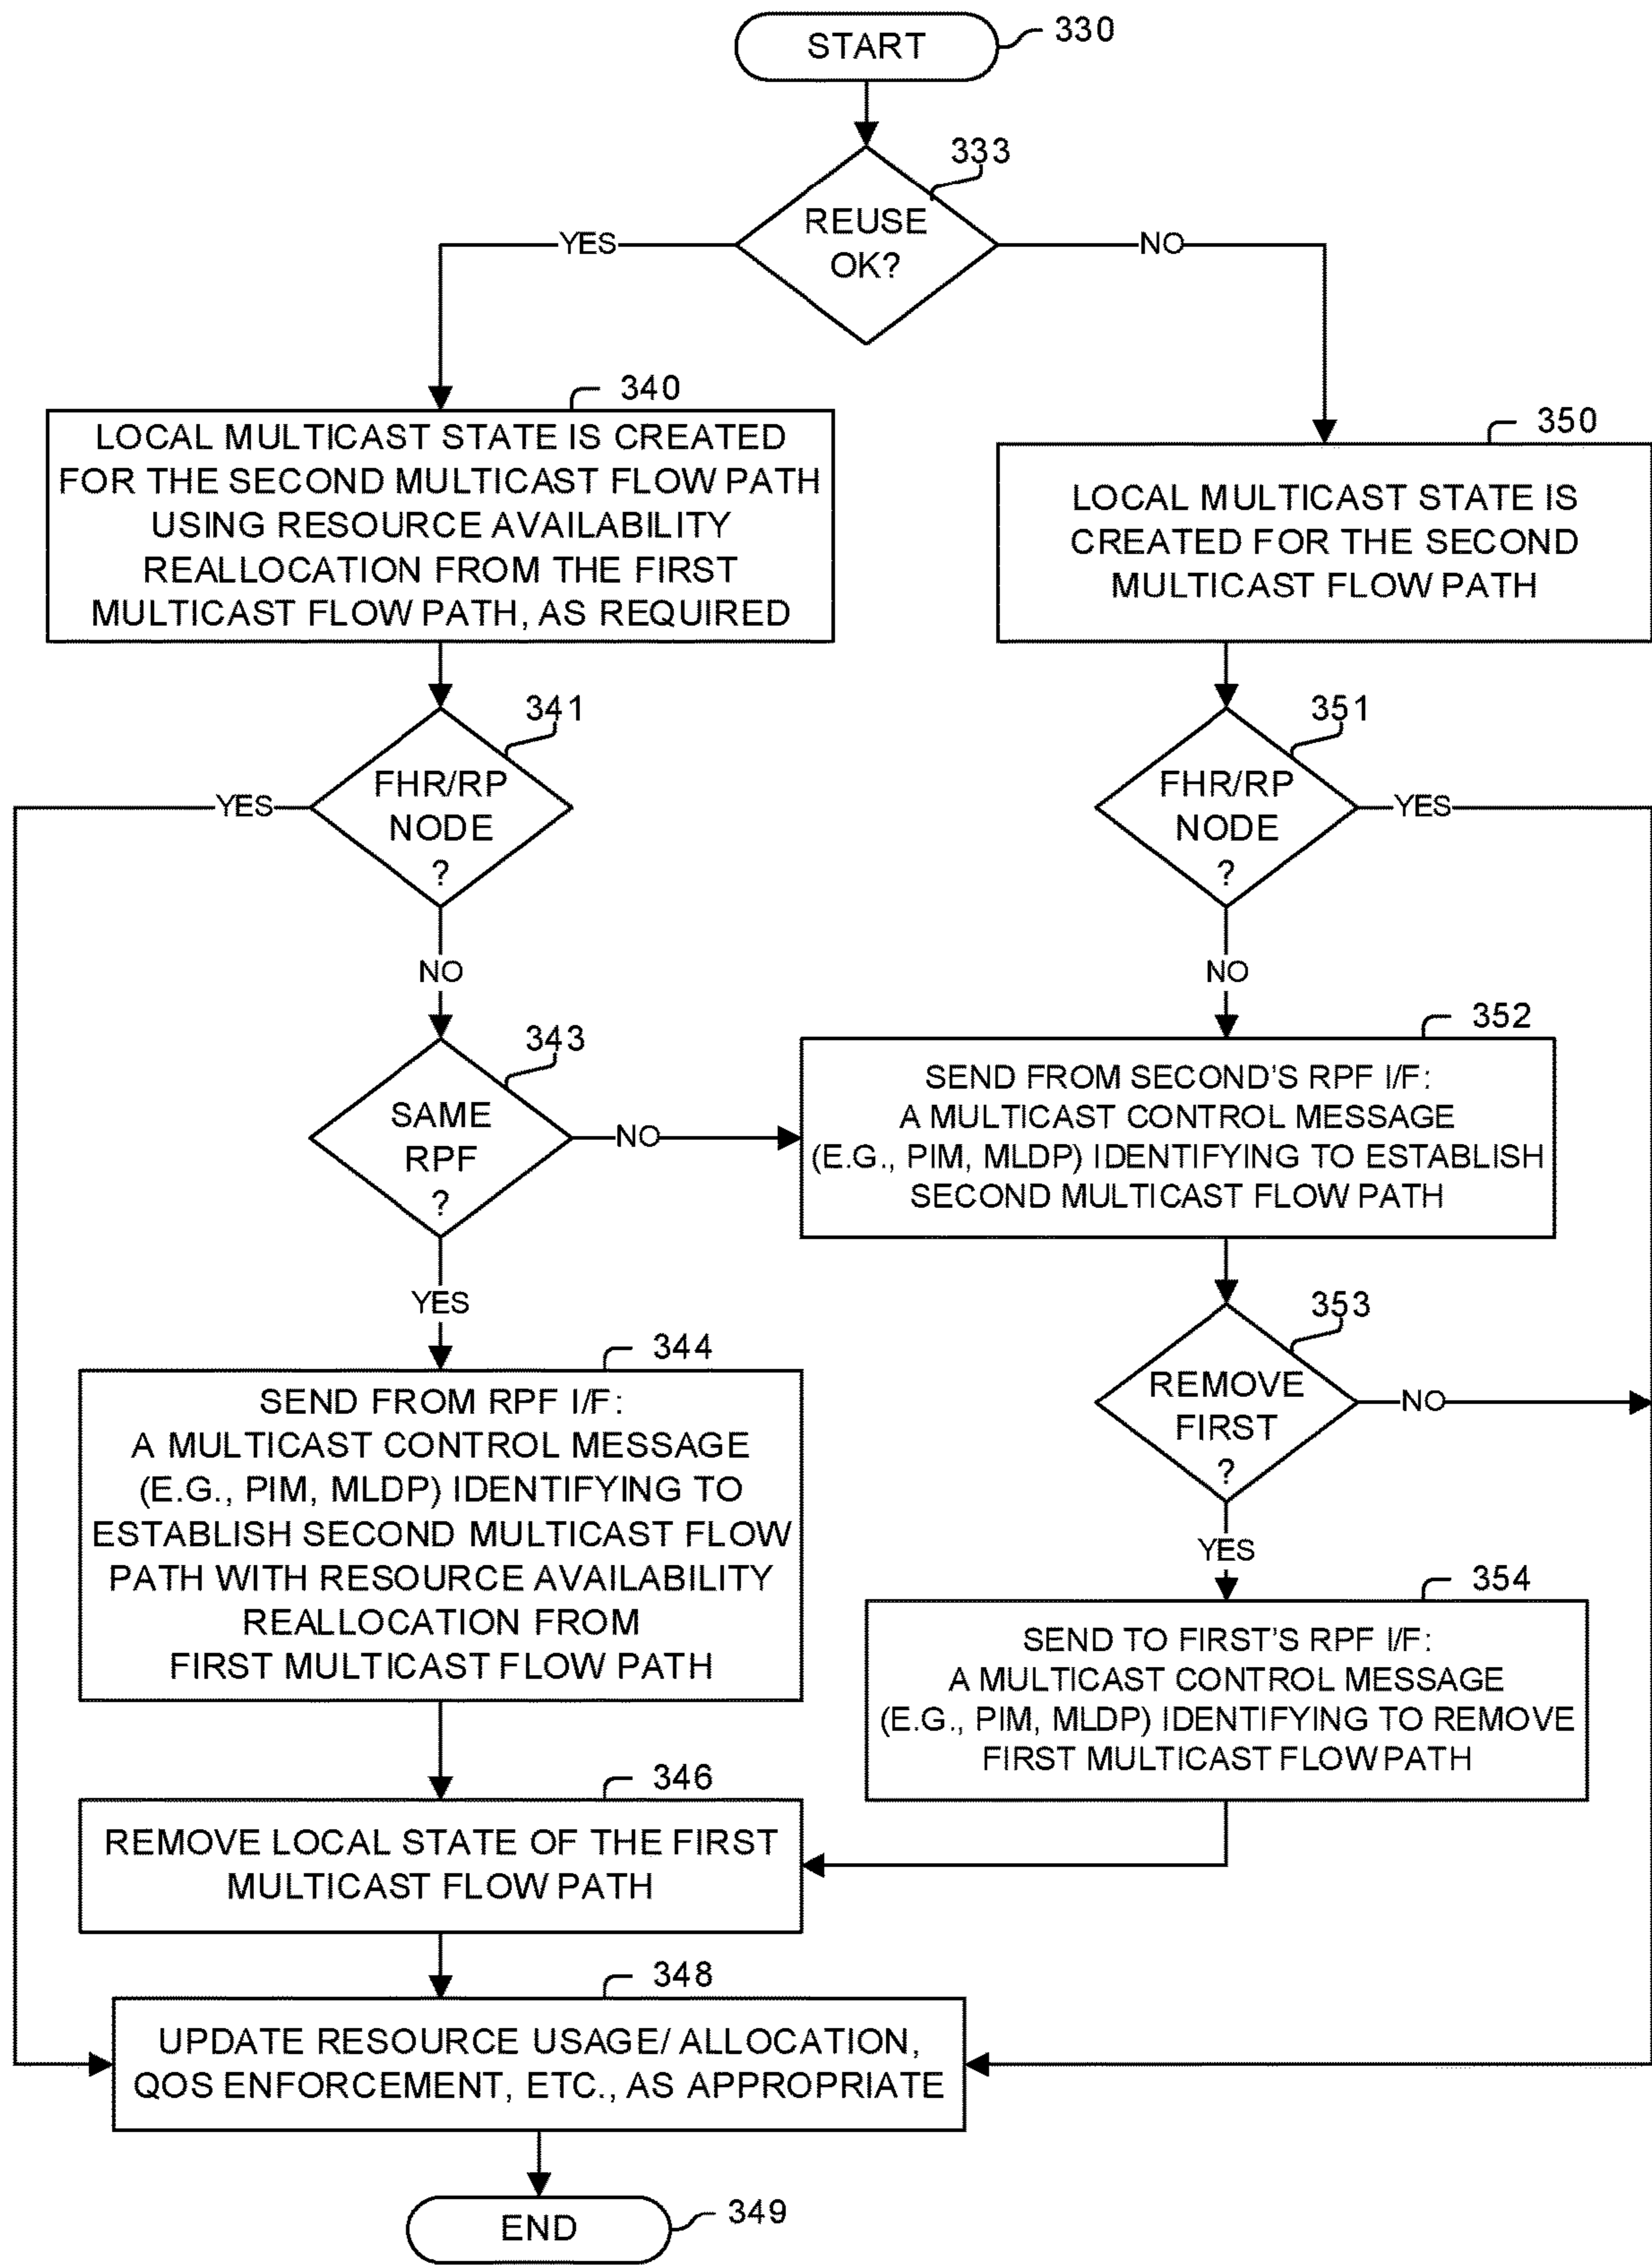 START
330
333
REUSE
OK?
YES
NO
340
LOCAL MULTICAST STATE IS CREATED
FOR THE SECOND MULTICAST FLOW PATH
USING RESOURCE AVAILABILITY
REALLOCATION FROM THE FIRST
MULTICAST FLOW PATH, AS REQUIRED
350
LOCAL MULTICAST STATE IS
CREATED FOR THE SECOND
MULTICAST FLOW PATH
341
FHR/RP
NODE
?
YES
NO
351
FHR/RP
NODE
?
YES
NO
343
SAME
RPF
?
NO
YES
352
SEND FROM SECOND'S RPF I/F:
A MULTICAST CONTROL MESSAGE
(E.G., PIM, MLDP) IDENTIFYING TO ESTABLISH
SECOND MULTICAST FLOW PATH
353
REMOVE
FIRST
?
NO
YES
344
SEND FROM RPF I/F:
A MULTICAST CONTROL MESSAGE
(E.G., PIM, MLDP) IDENTIFYING TO
ESTABLISH SECOND MULTICAST FLOW
PATH WITH RESOURCE AVAILABILITY
REALLOCATION FROM
FIRST MULTICAST FLOW PATH
354
SEND TO FIRST'S RPF I/F:
A MULTICAST CONTROL MESSAGE
(E.G., PIM, MLDP) IDENTIFYING TO REMOVE
FIRST MULTICAST FLOW PATH
346
REMOVE LOCAL STATE OF THE FIRST
MULTICAST FLOW PATH
348
UPDATE RESOURCE USAGE/ ALLOCATION,
QOS ENFORCEMENT, ETC., AS APPROPRIATE
END
349